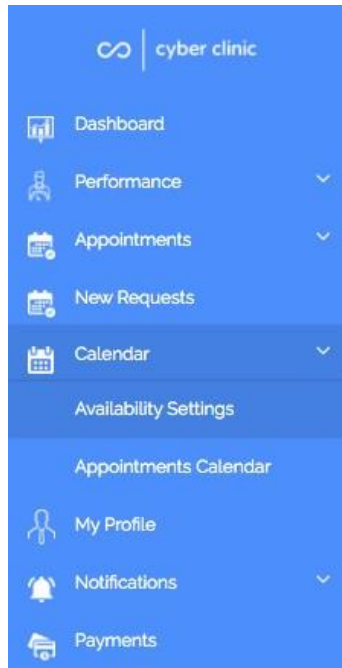 cyber clinic
Dashboard
Performance
Appointments
New Requests
Calendar
Availability Settings
Appointments Calendar
My Profile
Notifications
Payments